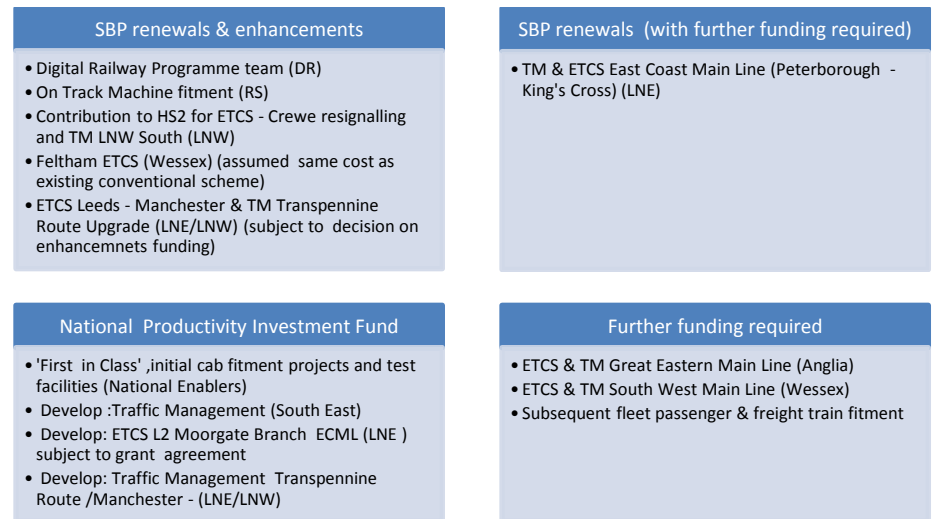 SBP renewals & enhancements
• Digital Railway Programme team (DR)
• On Track Machine fitment (RS)
• Contribution to HS2 for ETCS - Crewe resignalling
and TM LNW South (LNW)
• Feltham ETCS (Wessex) (assumed same cost as
existing conventional scheme)
• ETCS Leeds - Manchester & TM Transpennine
Route Upgrade (LNE/LNW) (subject to decision on
enhancemnets funding)
SBP renewals (with further funding required)
• TM & ETCS East Coast Main Line (Peterborough -
King's Cross) (LNE)
National Productivity Investment Fund
• 'First in Class' ,initial cab fitment projects and test
facilities (National Enablers)
• Develop :Traffic Management (South East)
• Develop: ETCS L2 Moorgate Branch ECML (LNE )
subject to grant agreement
• Develop: Traffic Management Transpennine
Route /Manchester - (LNE/LNW)
Further funding required
• ETCS & TM Great Eastern Main Line (Anglia)
• ETCS & TM South West Main Line (Wessex)
• Subsequent fleet passenger & freight train fitment